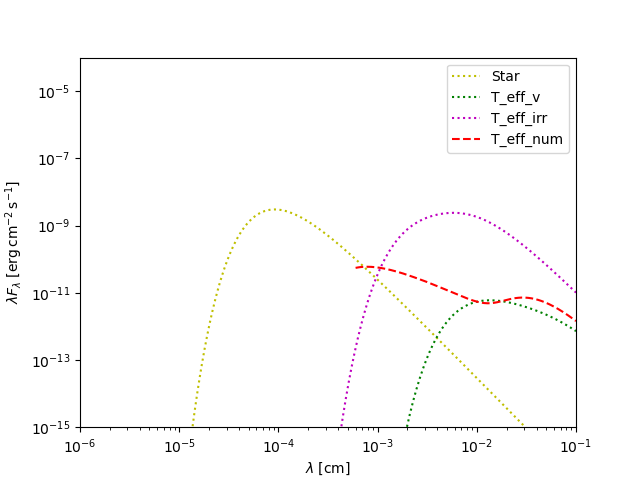 Star
T_eff_v
T_eff_irr
T_eff_num
λF_λ [erg cm⁻² s⁻¹]
10⁻⁵
10⁻⁷
10⁻⁹
10⁻¹¹
10⁻¹³
10⁻¹⁵
10⁻⁶ 10⁻⁵ 10⁻⁴ 10⁻³ 10⁻² 10⁻¹
λ [cm]